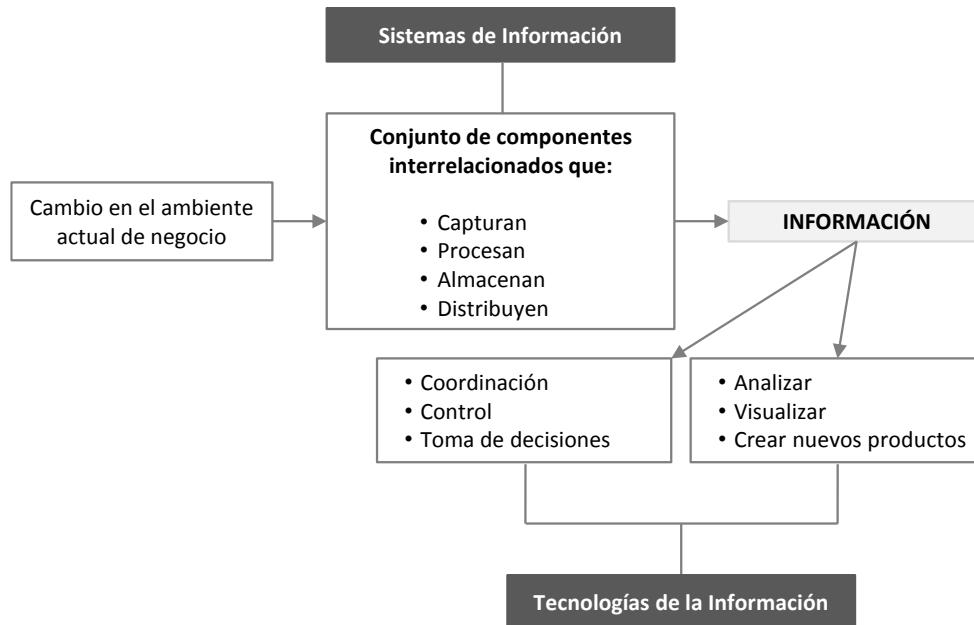 Sistemas de Información
Conjunto de componentes
interrelacionados que:
• Capturan
• Procesan
• Almacenan
• Distribuyen
Cambio en el ambiente
actual de negocio
INFORMACIÓN
• Coordinación
• Control
• Toma de decisiones
• Analizar
• Visualizar
• Crear nuevos productos
Tecnologías de la Información